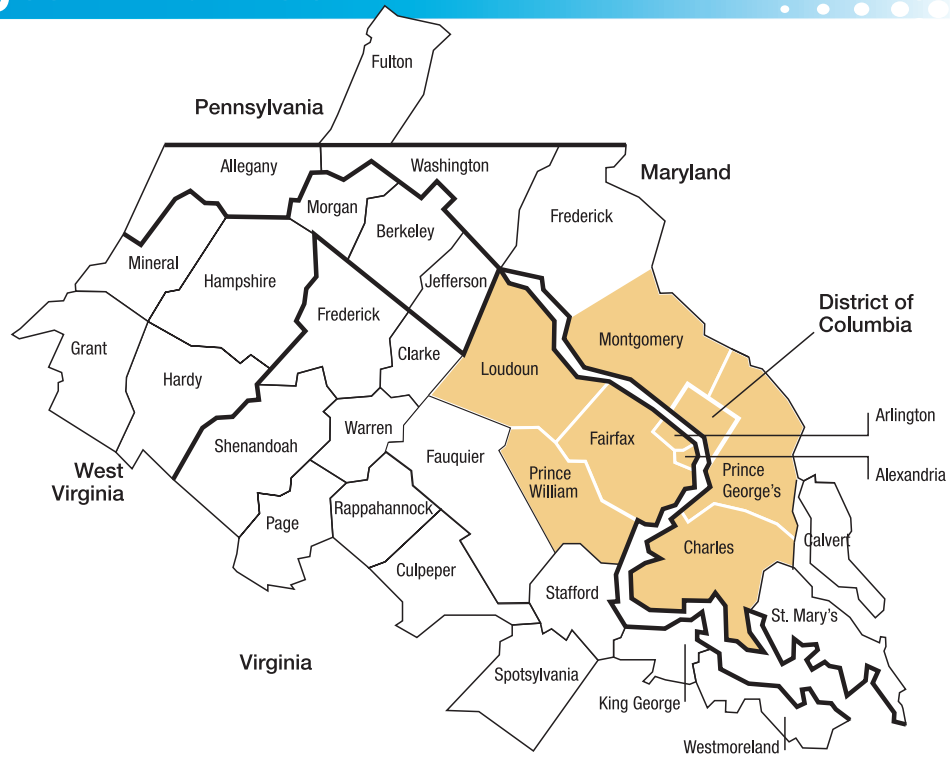 Fulton
Pennsylvania
Allegany
Washington
Maryland
Morgan
Frederick
Berkeley
Mineral
Hampshire
Jefferson
Frederick
District of
Columbia
Montgomery
Grant
Clarke
Loudoun
Hardy
Arlington
Warren
Fairfax
Shenandoah
Fauquier
West
Virginia
Prince
William
Prince
George's
Alexandria
Rappahannock
Page
Calvert
Charles
Culpeper
Stafford
St. Mary's
Virginia
Spotsylvania
King George
Westmoreland